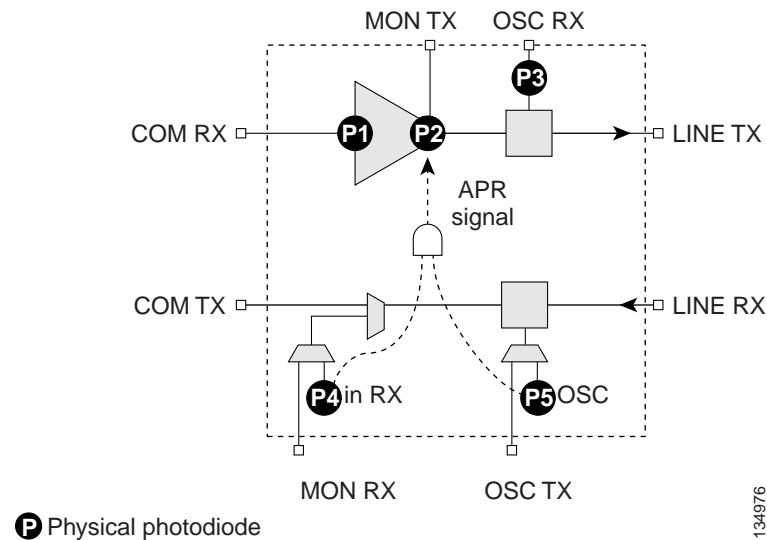 MON TX OSC RX
P3
COM RX P1 P2 LINE TX
APR
signal
COM TX LINE RX
P4 in RX P5 OSC
MON RX OSC TX
P Physical photodiode
134976